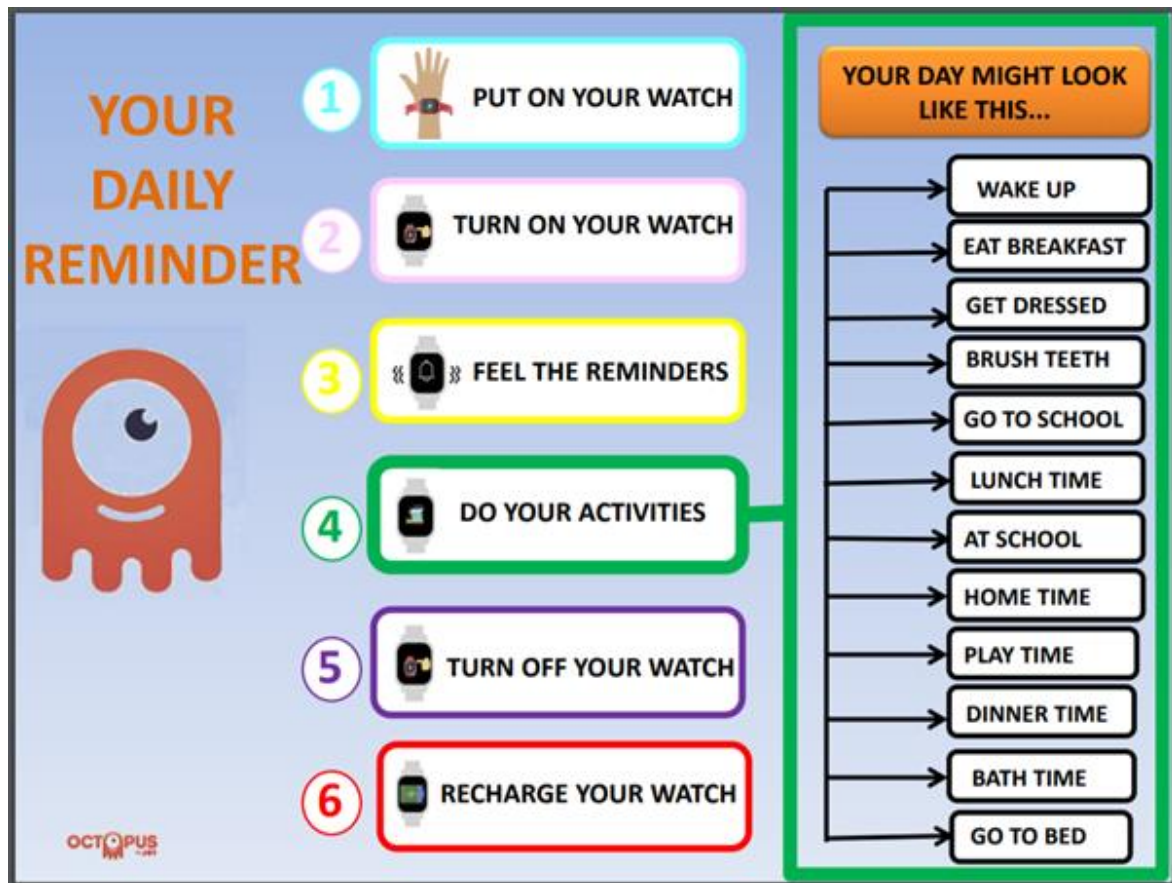 YOUR
DAILY
REMINDER
1
PUT ON YOUR WATCH
2
TURN ON YOUR WATCH
3
FEEL THE REMINDERS
4
DO YOUR ACTIVITIES
5
TURN OFF YOUR WATCH
6
RECHARGE YOUR WATCH
YOUR DAY MIGHT LOOK
LIKE THIS...
WAKE UP
EAT BREAKFAST
GET DRESSED
BRUSH TEETH
GO TO SCHOOL
LUNCH TIME
AT SCHOOL
HOME TIME
PLAY TIME
DINNER TIME
BATH TIME
GO TO BED
OCTOPUS